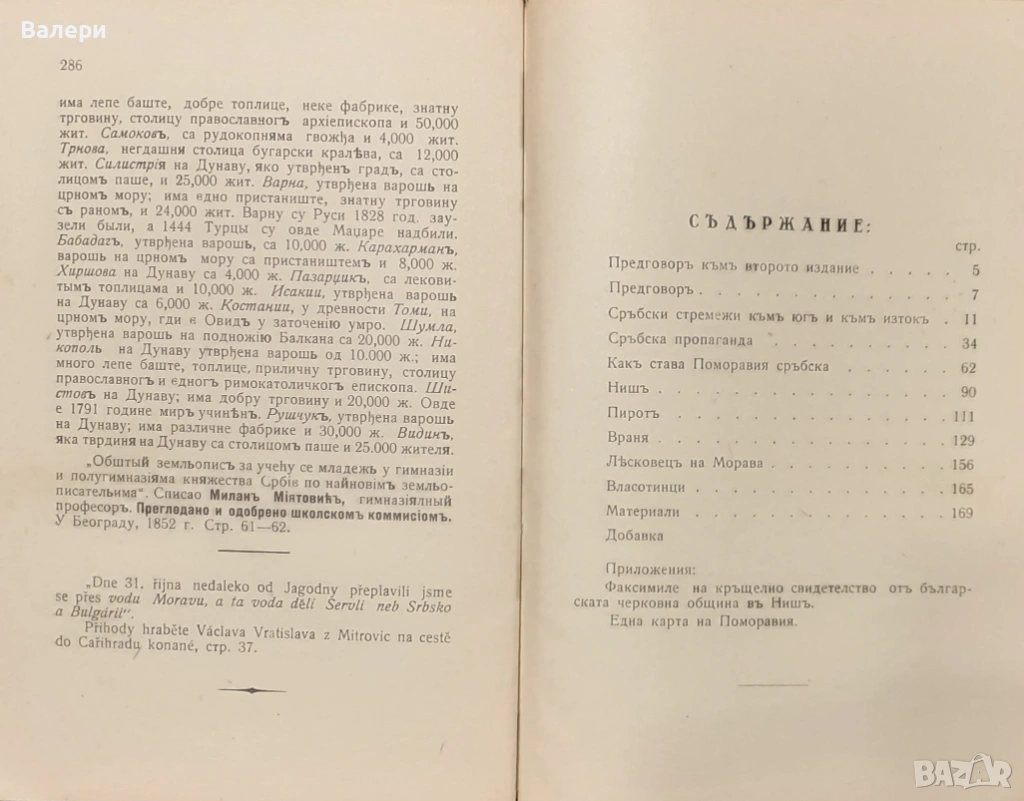 Валери
286
има лепе баште, добре топлице, неке фабрике, знатну
трговину, столицу православногъ архіепископа и 50,000
жит. Самоковъ, са рудокопняма гвожђа и 4,000 жит.
Трнова, негдашни столица бугарски кралѣва, са 12,000
жит. Силистрія на Дунаву, яко утврђенъ градъ, са сто-
лицомъ паше, и 25,000 жит. Варна, утврђена варошь на
црном мору; има едно пристаниште, знатну трговину
съ раномъ, и 24,000 жит. Варну су Руси 1828 год. зау-
зели были, а 1444 Турцы су овде Маџаре надбили.
Бабадагъ, утврђена варошь, са 10,000 ж. Карахарманъ,
варошь на црном мору са пристаништемъ и 8,000 ж.
Хиршова на Дунаву са 4,000 ж. Пазарџикъ, са лекови-
тымъ топлицама и 10,000 ж. Исакии, утврђена варошь
на Дунаву са 6,000 ж. Костании, у древности Томи, на
црном мору, гди є Овидъ у заточению умро. Шумла,
утврђена варошь на подножію Балкана са 20,000 ж. Ни-
кополь на Дунаву утврђена варошь од 10.000 ж.; има
много лепе баште, топлице, приличну трговину, столицу
православногъ и єдногъ римокатоличкогъ епископа. Ши-
стовъ на Дунаву; има добру трговину и 20,000 ж. Овде
є 1791 године миръ учинѣнъ. Рушчукъ, утврђена варошь
на Дунаву; има различне фабрике и 30,000 ж. Видинъ,
яка тврдиня на Дунаву са столицомъ паше и 25.000 жителя.
„Обштый земльопис за учећу се младежь у гимназіи
и полугимназіяма княжества Србіє по найновімъ земльо-
писательима“. Списао Миланъ Міятовићъ, гимназіялный
професоръ. Прегледано и одобрено школскомъ коммисіомъ.
У Београду, 1852 г. Стр. 61—62.
„Dne 31. října nedaleko od Jagodny přeplavili jsme
se přes vodu Moravu, a ta voda dělí Servli neb Srbsko
a Bulgárii“.
Příhody hraběte Václava Vratislava z Mitrovic na cestě
do Cařihradu konané, стр. 37.
СЪДЪРЖАНИЕ:
стр.
Предговоръ къмъ второто издание . . . . . 5
Предговоръ . . . . . . . . . . . . . 7
Сръбски стремежи къмъ югъ и къмъ изтокъ . 11
Сръбска пропаганда . . . . . . . . . 34
Какъ става Поморавия сръбска . . . . . . 62
Нишъ . . . . . . . . . . . . . . . 90
Пиротъ . . . . . . . . . . . . . . 111
Враня . . . . . . . . . . . . . . . 129
Лѣсковецъ на Морава . . . . . . . . . 156
Власотинци . . . . . . . . . . . . . 165
Материали . . . . . . . . . . . . . 169
Добавка
Приложения:
Факсимиле на кръщелно свидетелство отъ българ-
ската черковна община въ Нишъ.
Една карта на Поморавия.
BAZAR